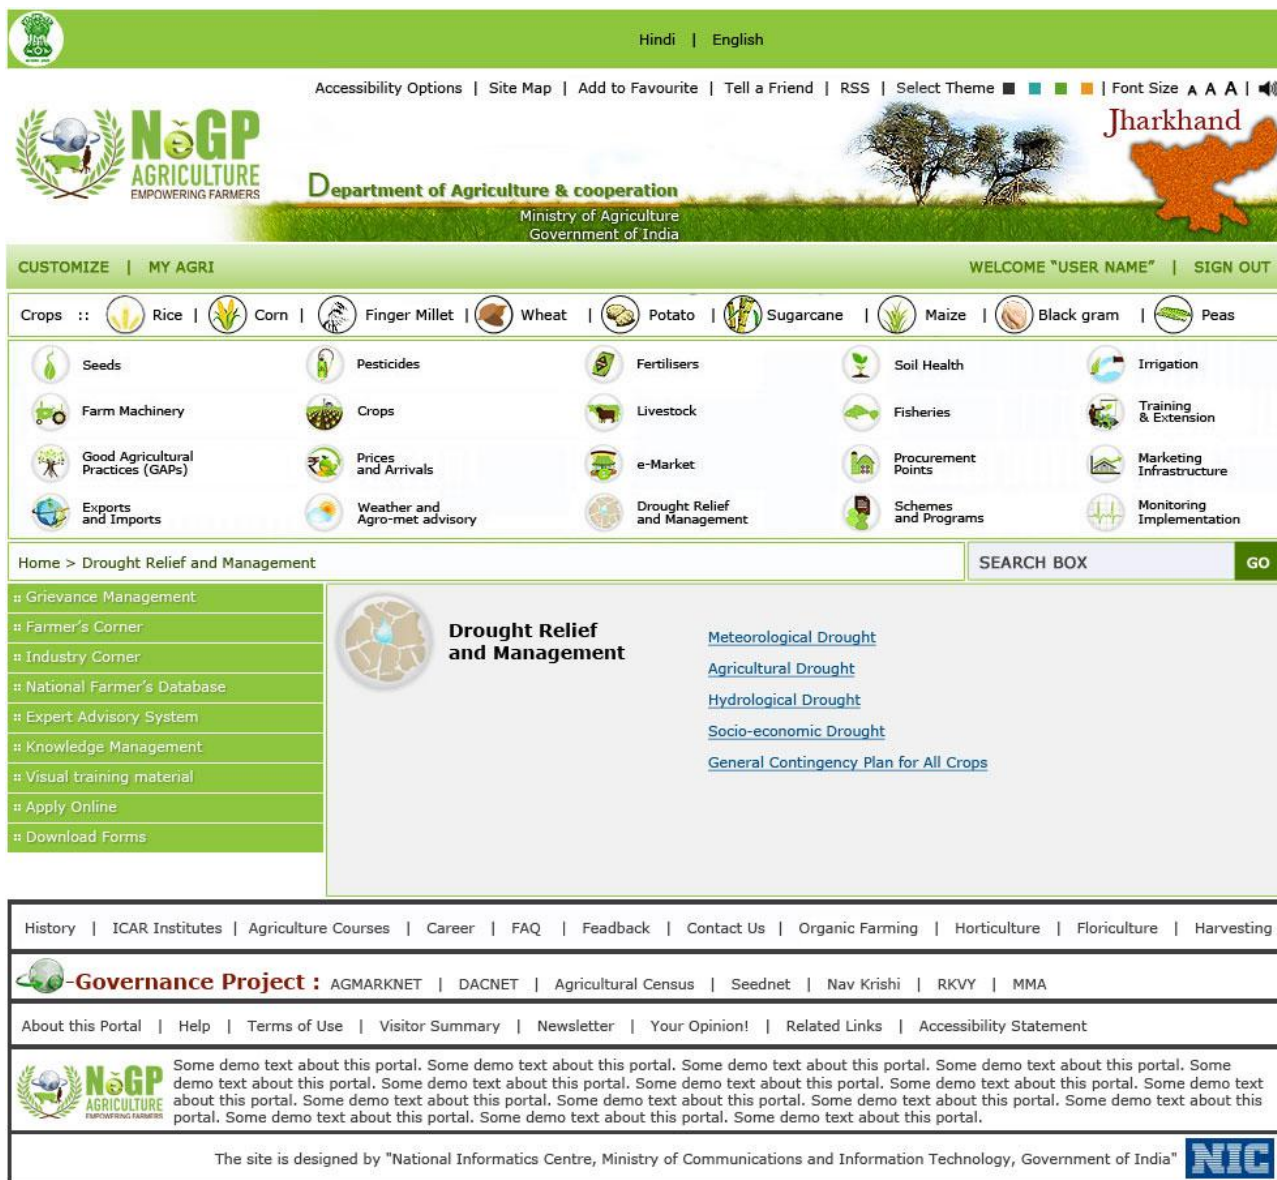 Hindi | English
Accessibility Options | Site Map | Add to Favourite | Tell a Friend | RSS | Select Theme | Font Size A A A |
Jharkhand
NeGP
AGRICULTURE
EMPOWERING FARMERS
Department of Agriculture & cooperation
Ministry of Agriculture
Government of India
CUSTOMIZE | MY AGRI
WELCOME "USER NAME" | SIGN OUT
Crops :: Rice | Corn | Finger Millet | Wheat | Potato | Sugarcane | Maize | Black gram | Peas
Seeds
Pesticides
Fertilisers
Soil Health
Irrigation
Farm Machinery
Crops
Livestock
Fisheries
Training
& Extension
Good Agricultural
Practices (GAPs)
Prices
and Arrivals
e-Market
Procurement
Points
Marketing
Infrastructure
Exports
and Imports
Weather and
Agro-met advisory
Drought Relief
and Management
Schemes
and Programs
Monitoring
Implementation
Home > Drought Relief and Management
SEARCH BOX
GO
:: Grievance Management
:: Farmer's Corner
:: Industry Corner
:: National Farmer's Database
:: Expert Advisory System
:: Knowledge Management
:: Visual training material
:: Apply Online
:: Download Forms
Drought Relief
and Management
Meteorological Drought
Agricultural Drought
Hydrological Drought
Socio-economic Drought
General Contingency Plan for All Crops
History | ICAR Institutes | Agriculture Courses | Career | FAQ | Feadback | Contact Us | Organic Farming | Horticulture | Floriculture | Harvesting
-Governance Project : AGMARKNET | DACNET | Agricultural Census | Seednet | Nav Krishi | RKVY | MMA
About this Portal | Help | Terms of Use | Visitor Summary | Newsletter | Your Opinion! | Related Links | Accessibility Statement
NeGP
AGRICULTURE
EMPOWERING FARMERS
Some demo text about this portal. Some demo text about this portal. Some demo text about this portal. Some demo text about this portal. Some
demo text about this portal. Some demo text about this portal. Some demo text about this portal. Some demo text about this portal. Some demo text
about this portal. Some demo text about this portal. Some demo text about this portal. Some demo text about this portal. Some demo text about this
portal. Some demo text about this portal. Some demo text about this portal. Some demo text about this portal.
The site is designed by "National Informatics Centre, Ministry of Communications and Information Technology, Government of India"
NIC